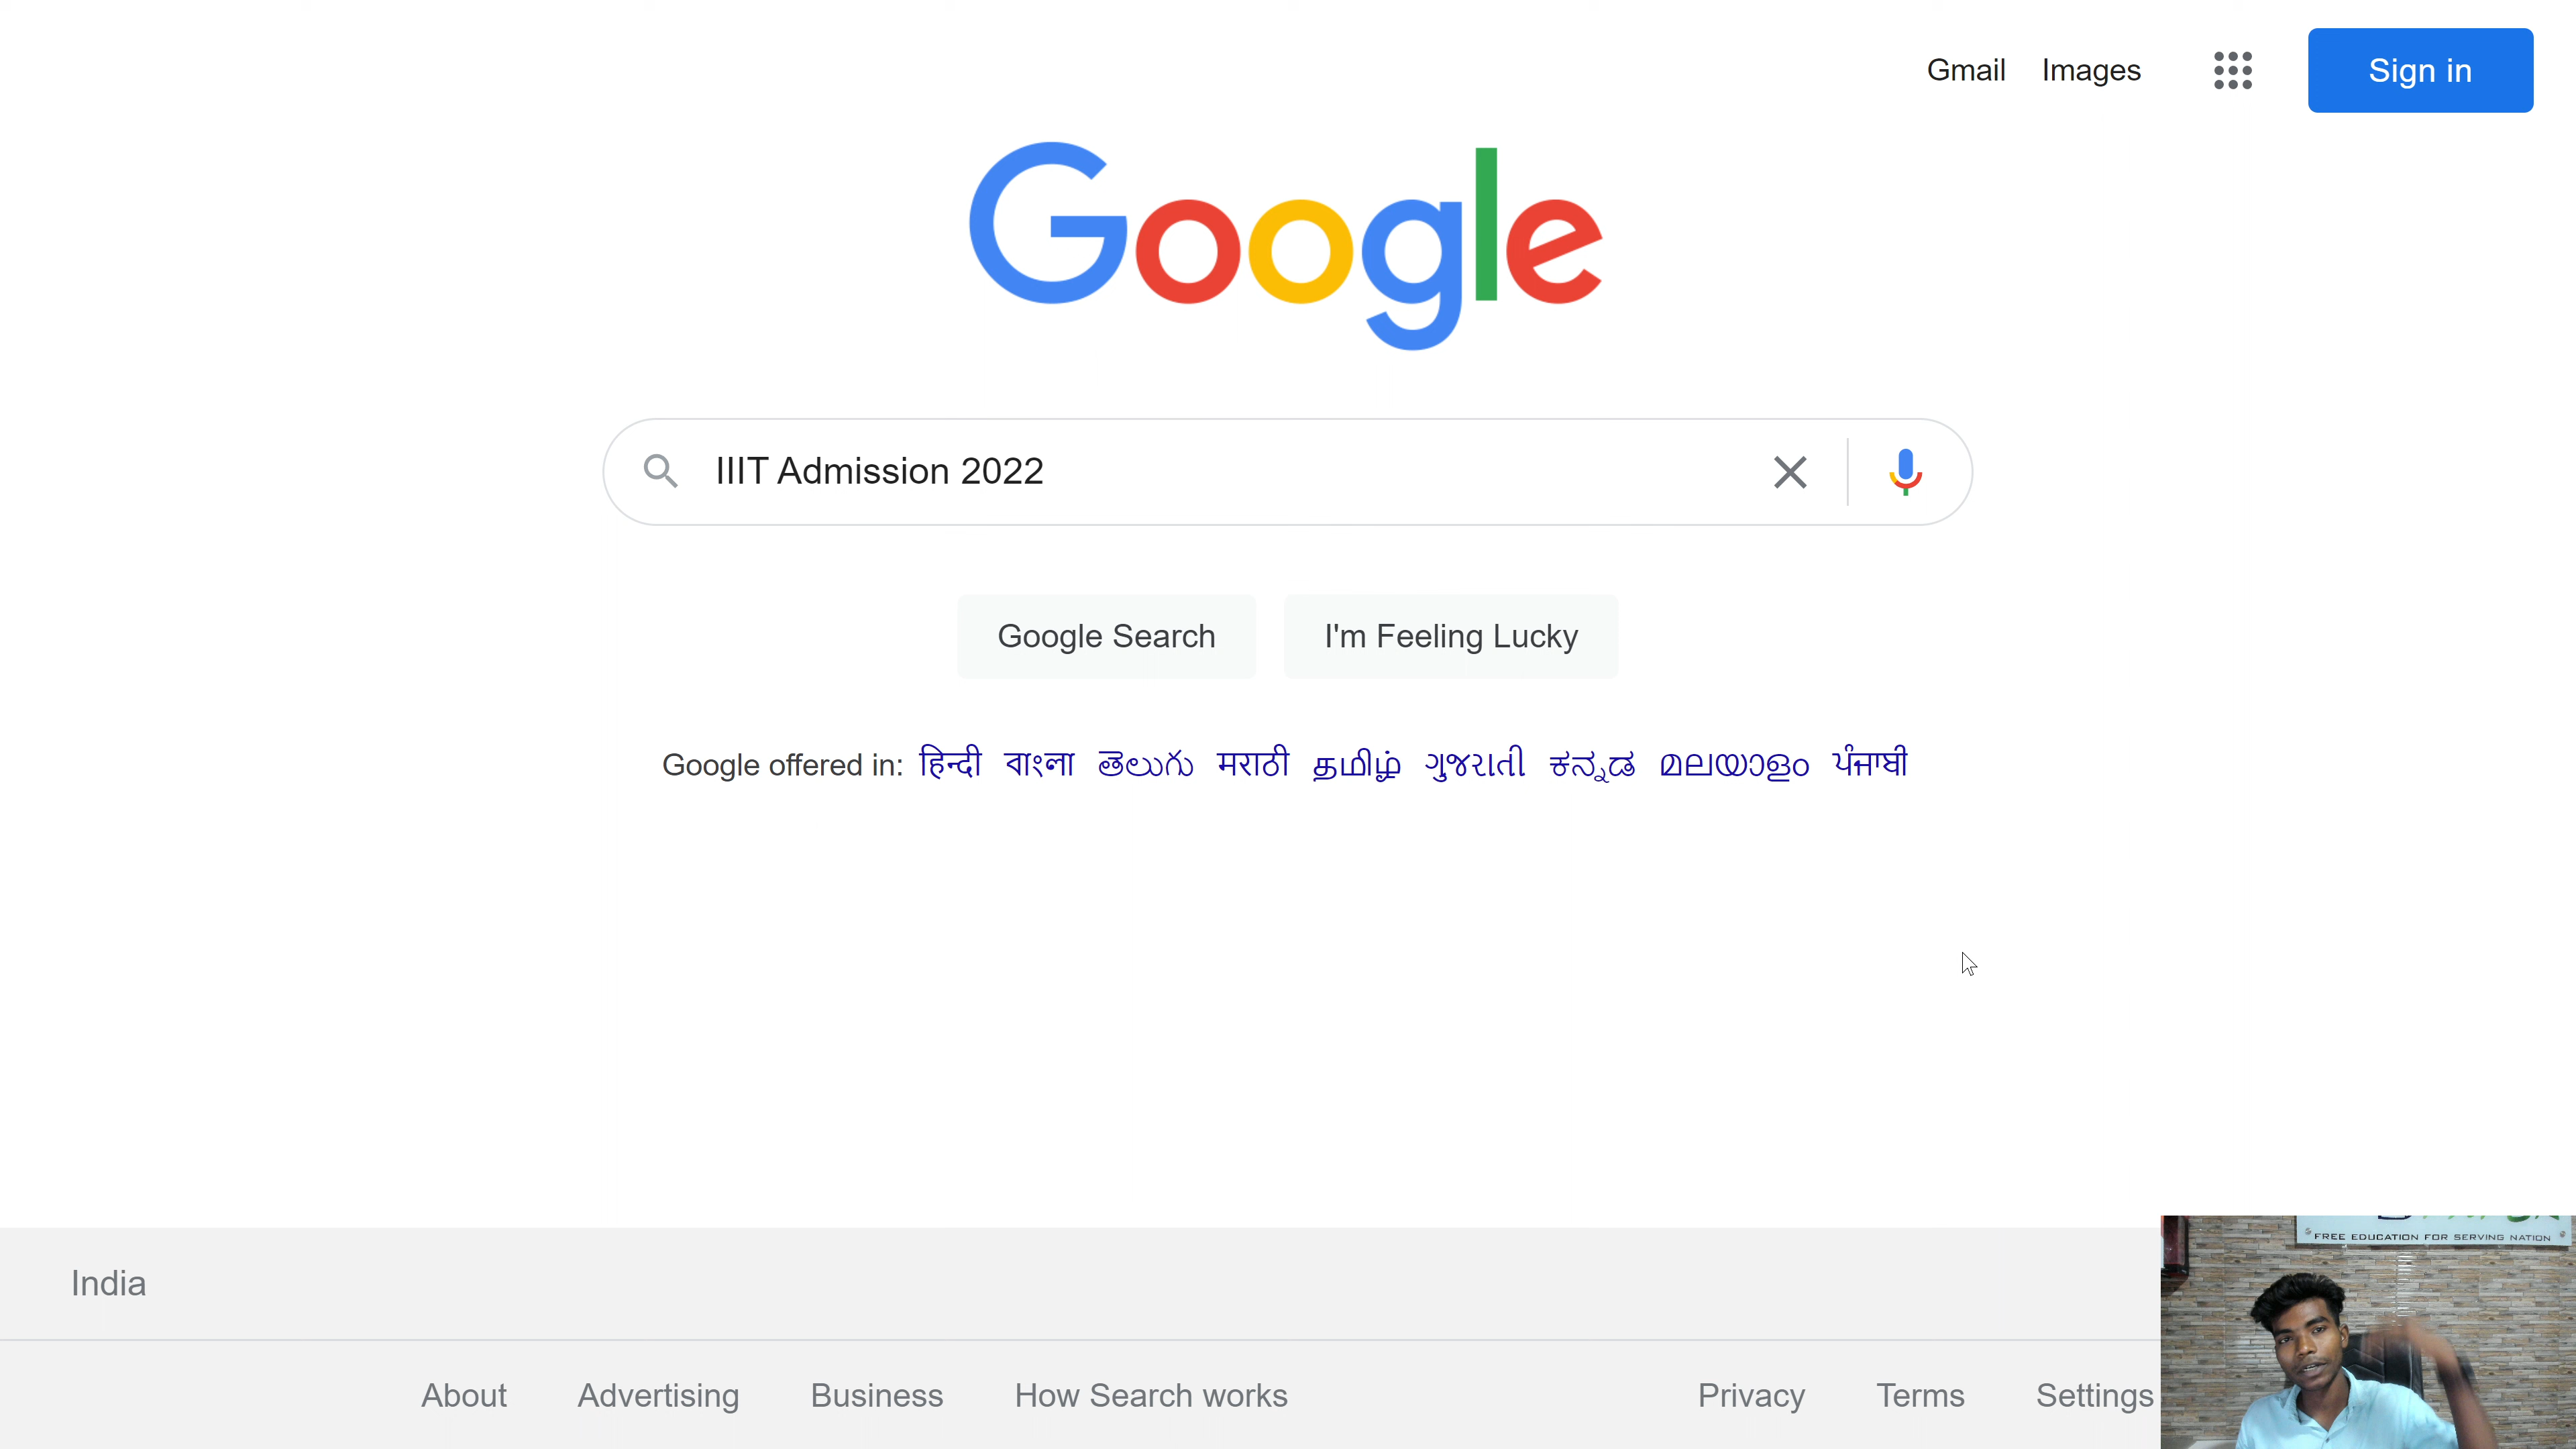 Gmail Images Sign in
Google
IIIT Admission 2022
Google Search I'm Feeling Lucky
Google offered in: हिन्दी বাংলা తెలుగు मराठी தமிழ் ગુજરાતી ಕನ್ನಡ മലയാളം ਪੰਜਾਬੀ
FREE EDUCATION FOR SERVING NATION
India
About Advertising Business How Search works Privacy Terms Settings